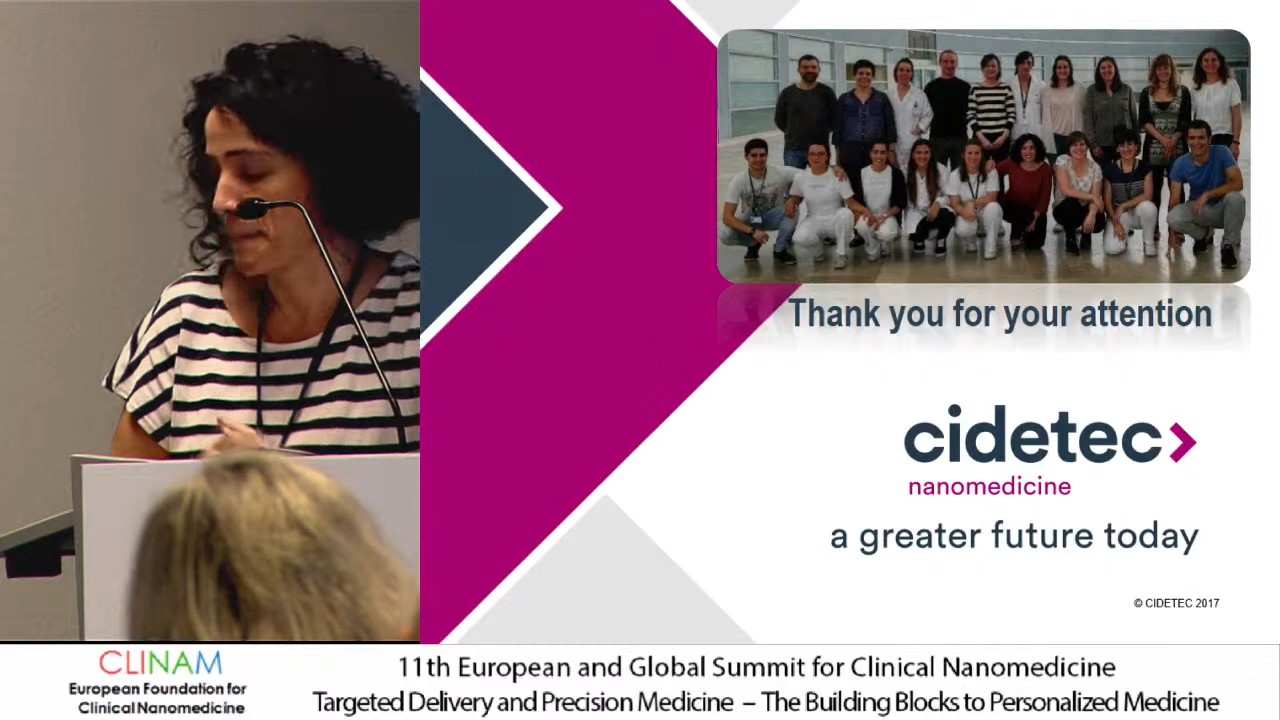 Thank you for your attention
cidetec
nanomedicine
a greater future today
© CIDETEC 2017
CLINAM
European Foundation for
Clinical Nanomedicine
11th European and Global Summit for Clinical Nanomedicine
Targeted Delivery and Precision Medicine – The Building Blocks to Personalized Medicine